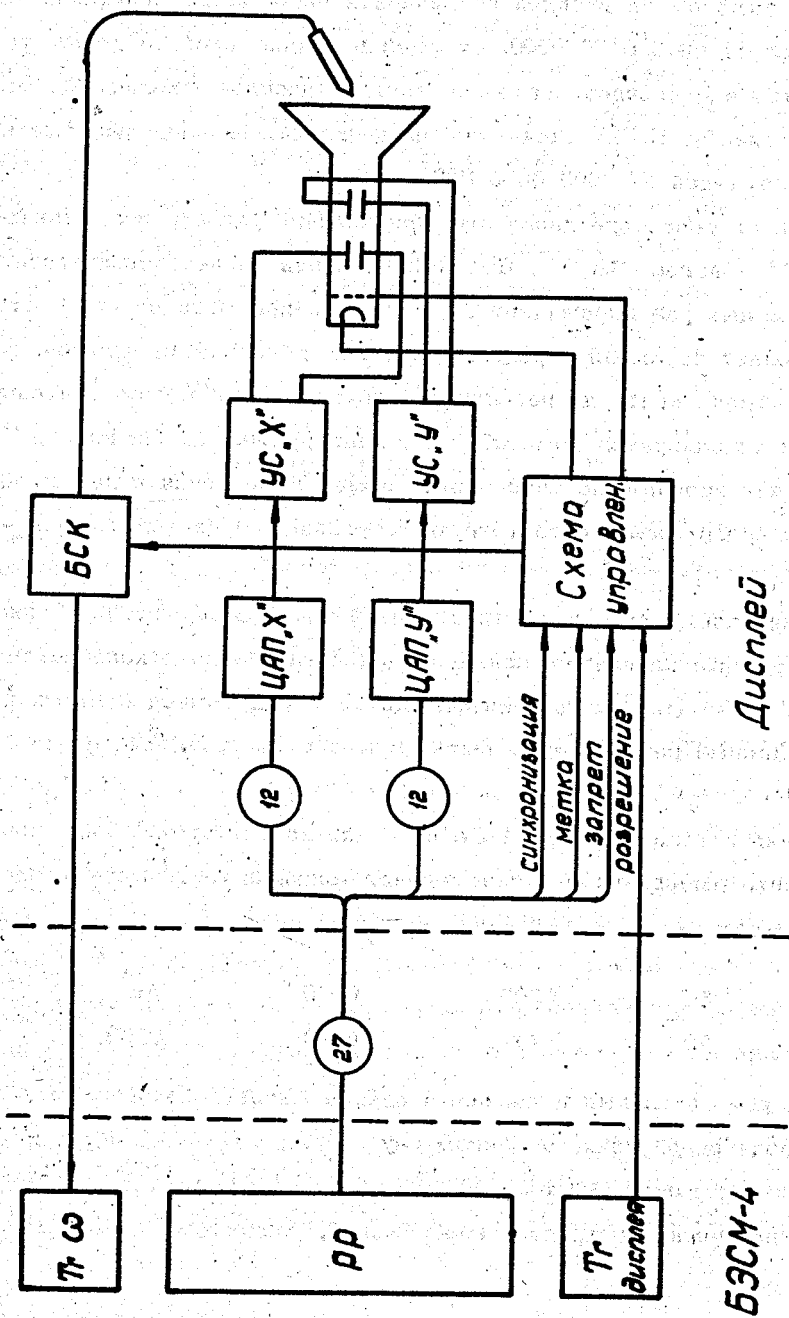 БСК
УС„Х"
УС„У"
ЦАП„Х"
ЦАП„У"
Схема
управлен.
12
12
синхронизация
метка
запрет
разрешение
Дисплей
27
Тг ω
РР
Тг
дисплея
БЭСМ-4